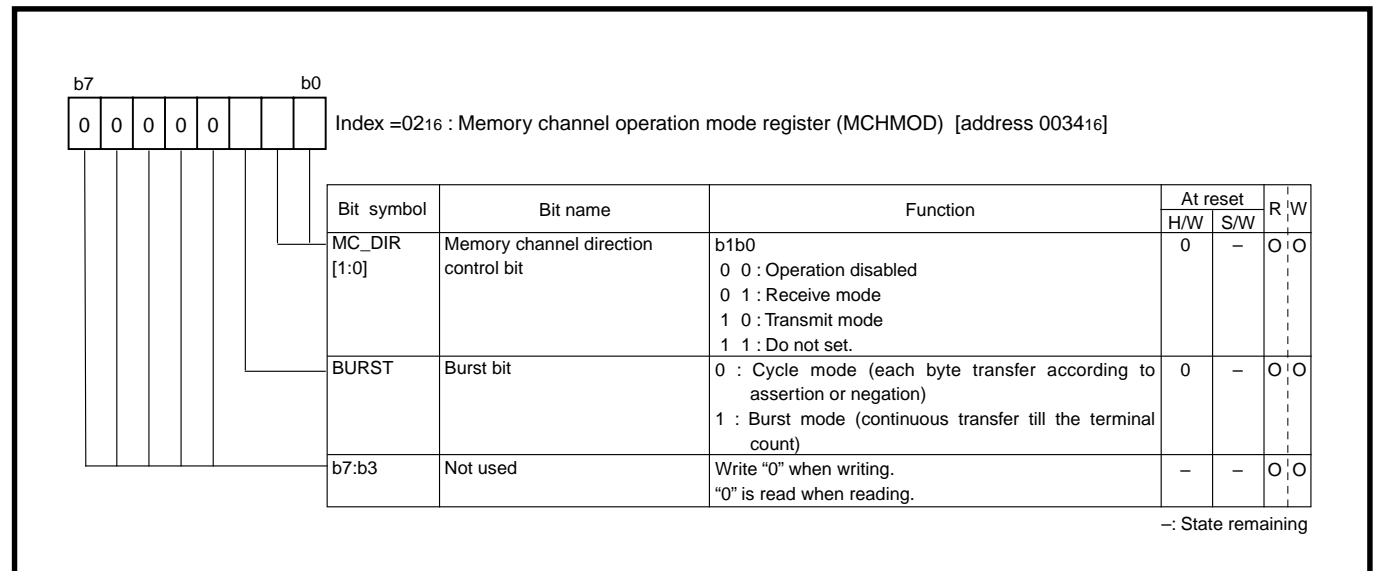 b7 b0
0 0 0 0 0
Index =0216 : Memory channel operation mode register (MCHMOD) [address 003416]
Bit symbol Bit name Function At reset R W
H/W S/W
MC_DIR Memory channel direction b1b0 0 – O O
[1:0] control bit 0 0 : Operation disabled
0 1 : Receive mode
1 0 : Transmit mode
1 1 : Do not set.
BURST Burst bit 0 : Cycle mode (each byte transfer according to 0 – O O
assertion or negation)
1 : Burst mode (continuous transfer till the terminal
count)
b7:b3 Not used Write “0” when writing. – – O O
“0” is read when reading.
–: State remaining